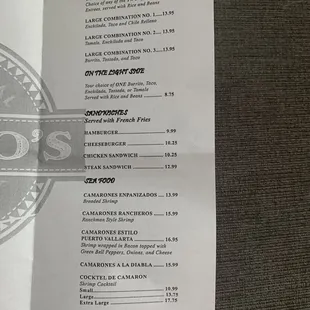 Choice of any of the
Entrees, served with Rice and Beans
LARGE COMBINATION NO. 1.....13.95
Enchilada, Taco and Chile Relleno
LARGE COMBINATION NO. 2.... 13.95
Tamale, Enchilada and Taco
LARGE COMBINATION NO. 3....13.95
Burrito, Tostada, and Taco
ON THE LIGHT SIDE
Your choice of ONE Burrito, Taco,
Enchilada, Tostada, or Tamale
Served with Rice and Beans 8.75
SANDWICHES
Served with French Fries
HAMBURGER 9.99
CHEESEBURGER 10.25
CHICKEN SANDWICH 10.25
STEAK SANDWICH 12.99
O'S
SEA FOOD
CAMARONES EMPANIZADOS 15.99
Breaded Shrimp
CAMARONES RANCHEROS 15.99
Ranchman Style Shrimp
CAMARONES ESTILO
PUERTO VALLARTA 16.95
Shrimp wrapped in Bacon topped with
Green Bell Peppers, Onions, and Cheese
CAMARONES A LA DIABLA 15.99
COCKTEL DE CAMARON
Shrimp Cocktail
Small 10.99
Large 13.75
Extra Large 17.75